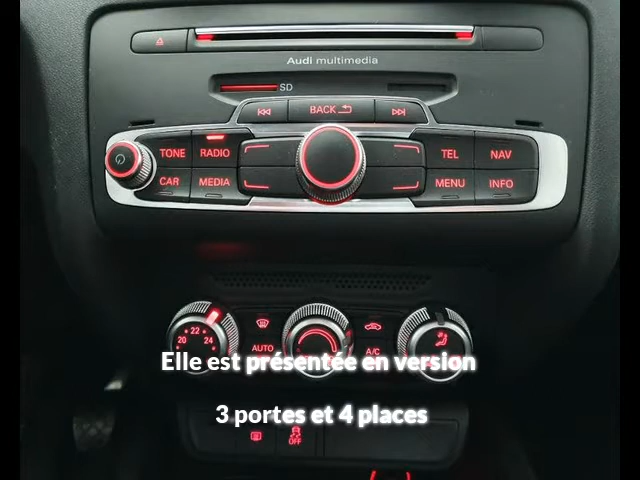 Audi multimedia
SD
BACK
TONE RADIO TEL NAV
CAR MEDIA MENU INFO
20 22 24
AUTO A/C
Elle est présentée en version
3 portes et 4 places
OFF